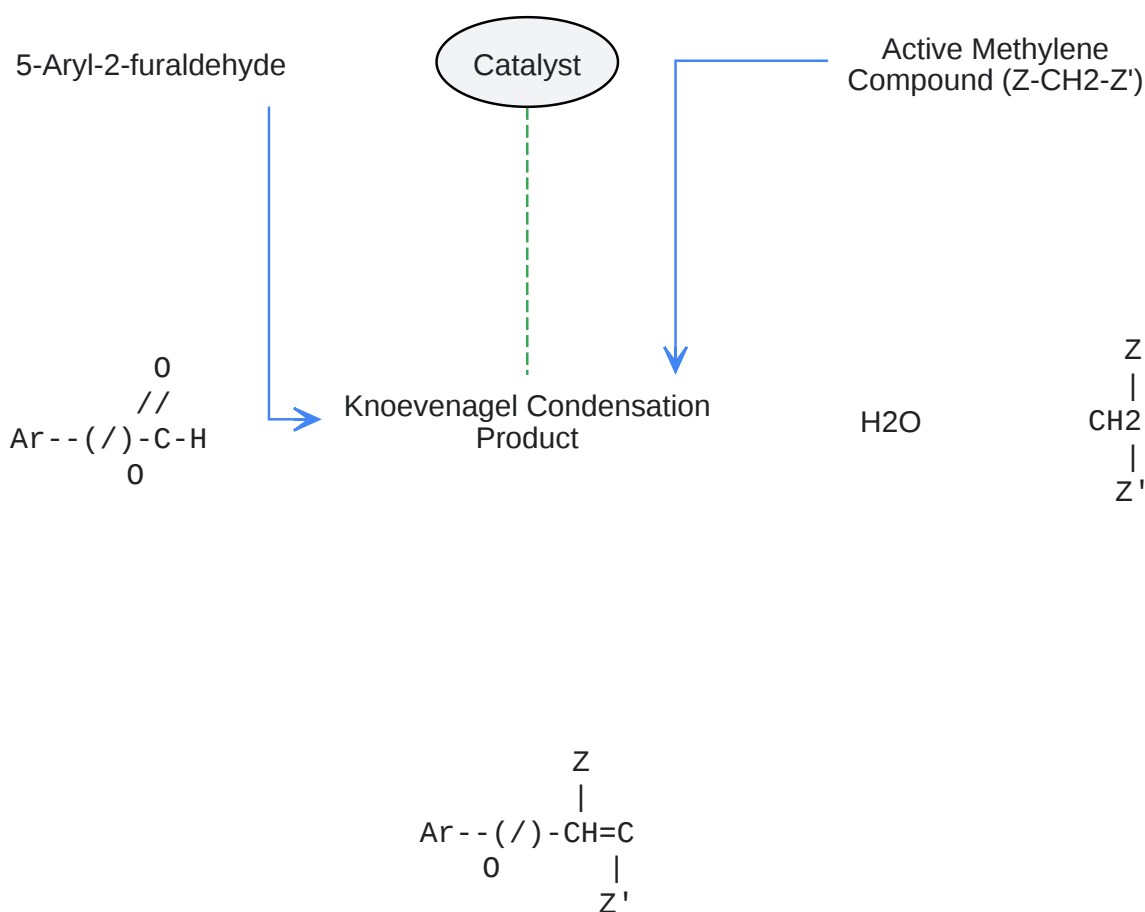 5-Aryl-2-furaldehyde
Catalyst
Active Methylene
Compound (Z-CH2-Z')
O
//
Ar--(/)-C-H
O
Knoevenagel Condensation
Product
H2O
Z
|
CH2
|
Z'
Z
|
Ar--(/)-CH=C
O |
Z'